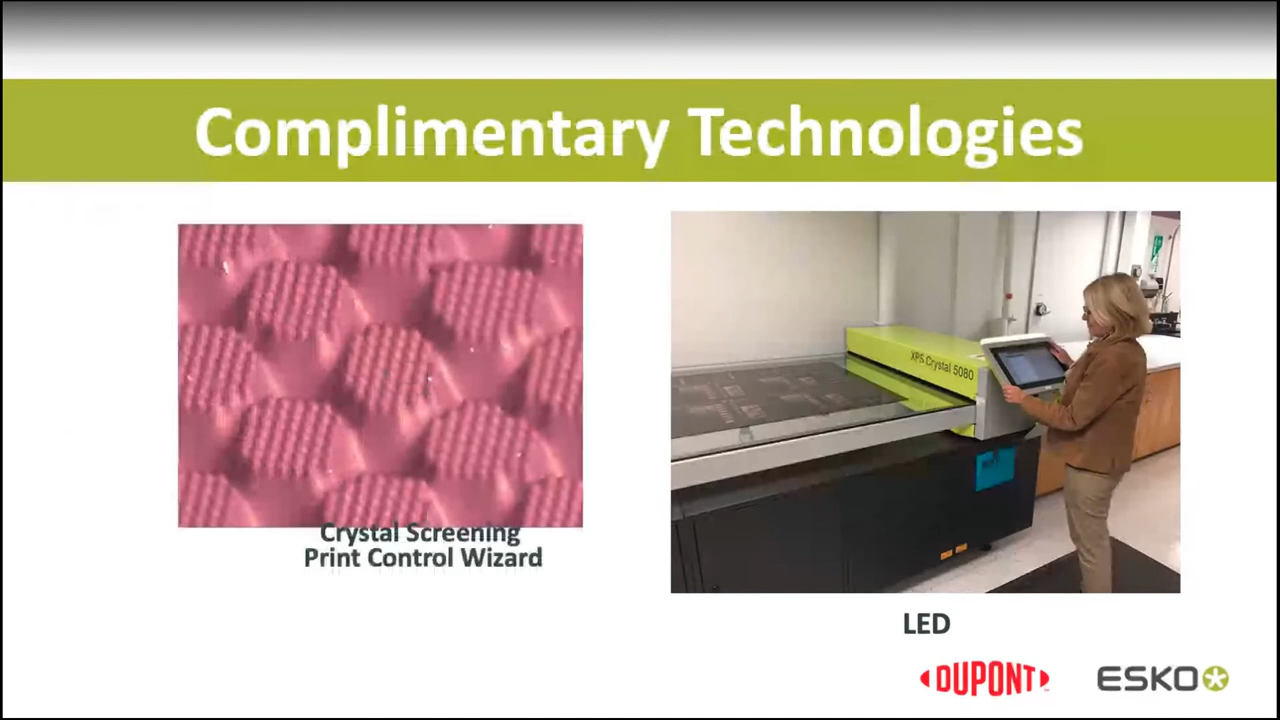 Complimentary Technologies
XPS Crystal 5080
Crystal Screening
Print Control Wizard
LED
DUPONT
ESKO